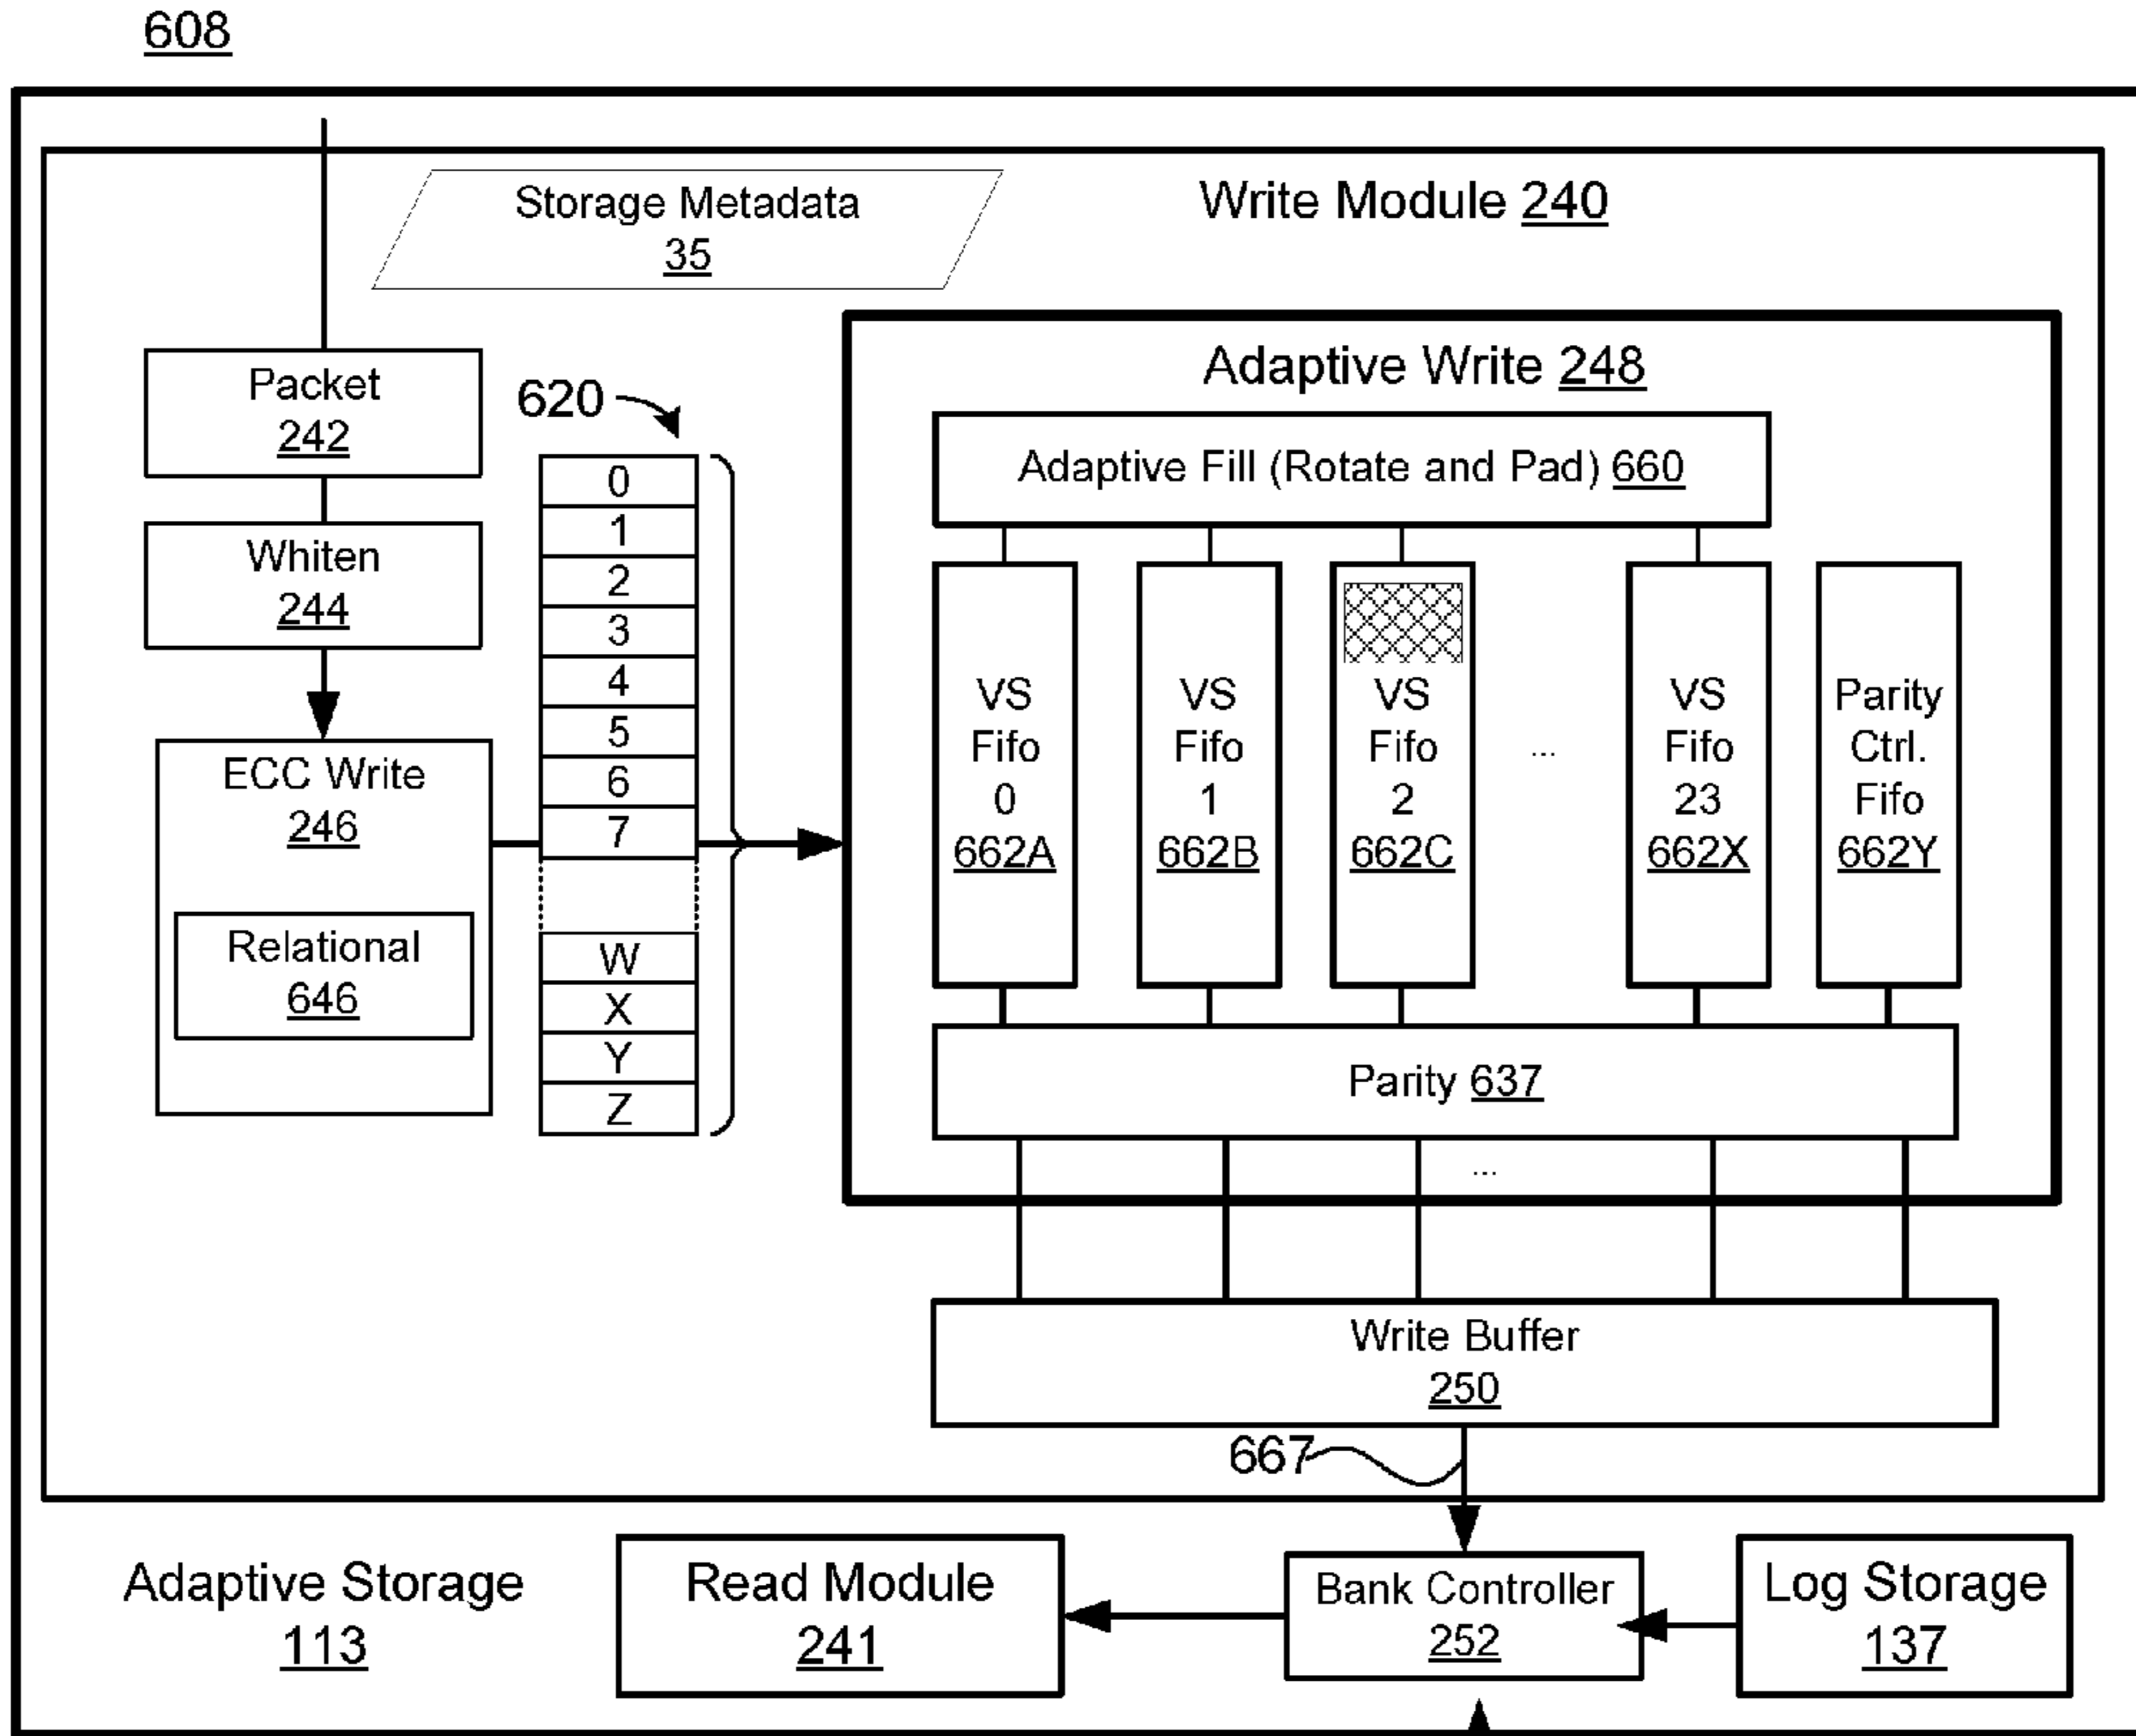 608
Storage Metadata
35
Write Module 240
Packet
242
Whiten
244
ECC Write
246
Relational
646
620
0
1
2
3
4
5
6
7
W
X
Y
Z
Adaptive Write 248
Adaptive Fill (Rotate and Pad) 660
VS
Fifo
0
662A
VS
Fifo
1
662B
VS
Fifo
2
662C
...
VS
Fifo
23
662X
Parity
Ctrl.
Fifo
662Y
Parity 637
...
Write Buffer
250
667
Adaptive Storage
113
Read Module
241
Bank Controller
252
Log Storage
137